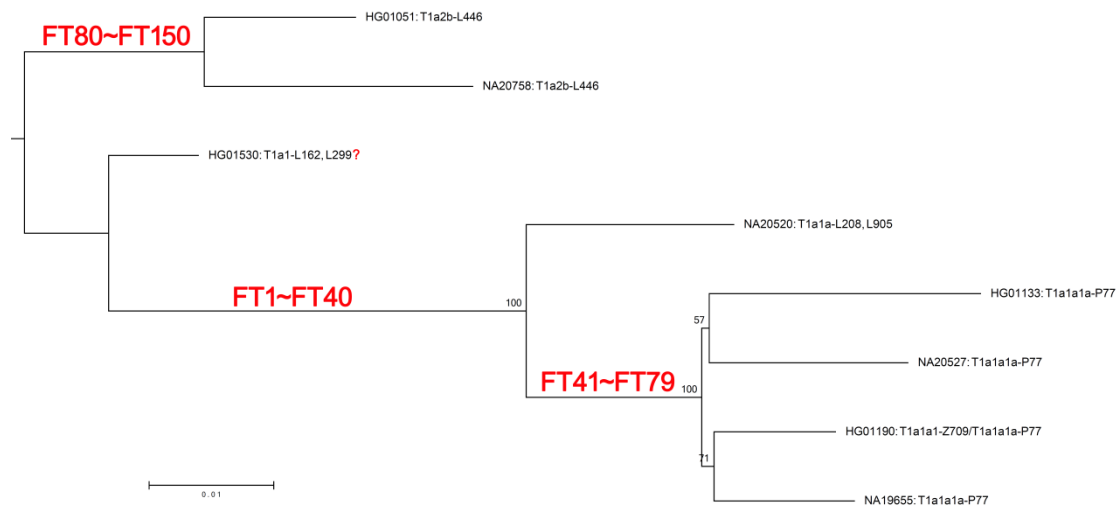 HG01051: T1a2b-L446
FT80~FT150
NA20758: T1a2b-L446
HG01530: T1a1-L162, L299?
NA20520: T1a1a-L208, L905
FT1~FT40
100
HG01133: T1a1a1a-P77
57
NA20527: T1a1a1a-P77
FT41~FT79
100
HG01190: T1a1a1-Z709/T1a1a1a-P77
71
NA19655: T1a1a1a-P77
0.01